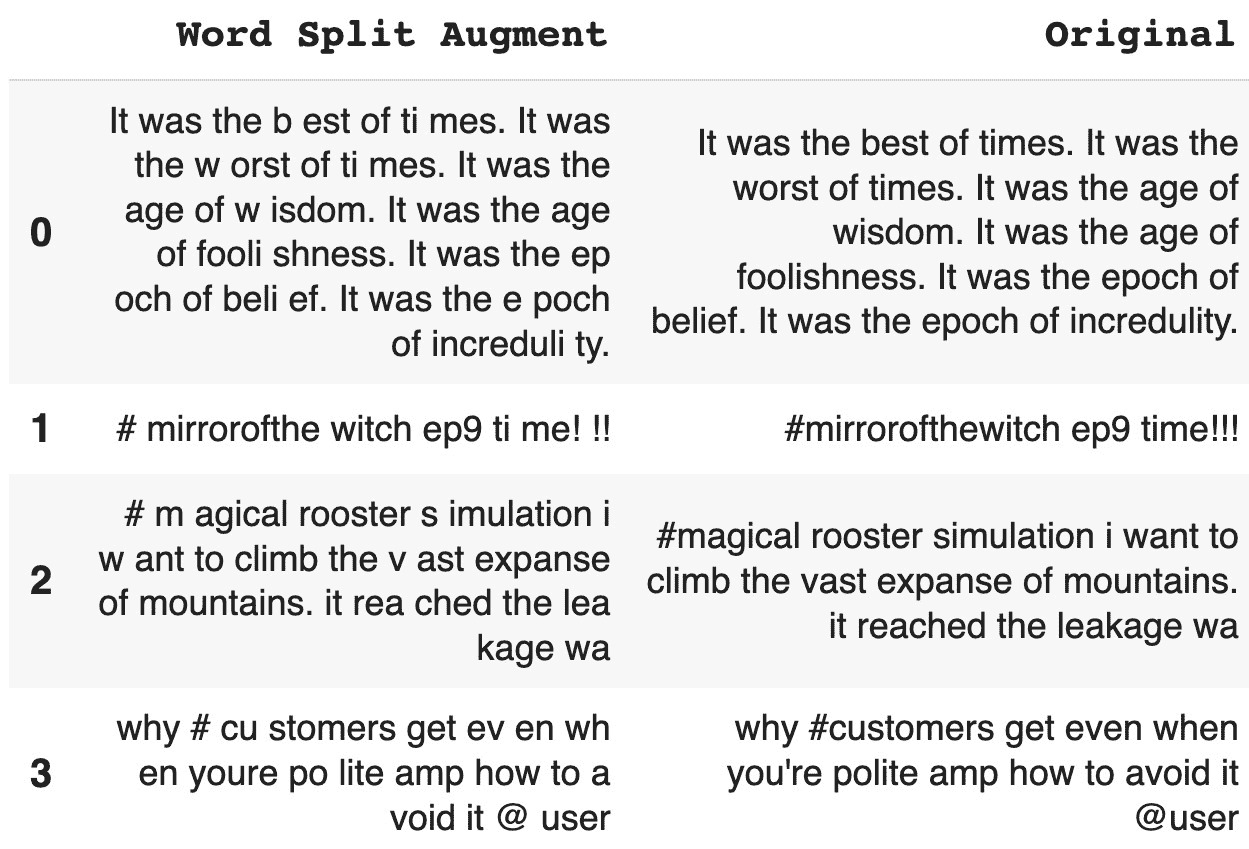 Word Split Augment Original
0
It was the b est of ti mes. It was
the w orst of ti mes. It was the
age of w isdom. It was the age
of fooli shness. It was the ep
och of beli ef. It was the e poch
of increduli ty.
It was the best of times. It was the
worst of times. It was the age of
wisdom. It was the age of
foolishness. It was the epoch of
belief. It was the epoch of incredulity.
1
# mirrorofthe witch ep9 ti me! !!
#mirrorofthewitch ep9 time!!!
2
# m agical rooster s imulation i
w ant to climb the v ast expanse
of mountains. it rea ched the lea
kage wa
#magical rooster simulation i want to
climb the vast expanse of mountains.
it reached the leakage wa
3
why # cu stomers get ev en wh
en youre po lite amp how to a
void it @ user
why #customers get even when
you're polite amp how to avoid it
@user